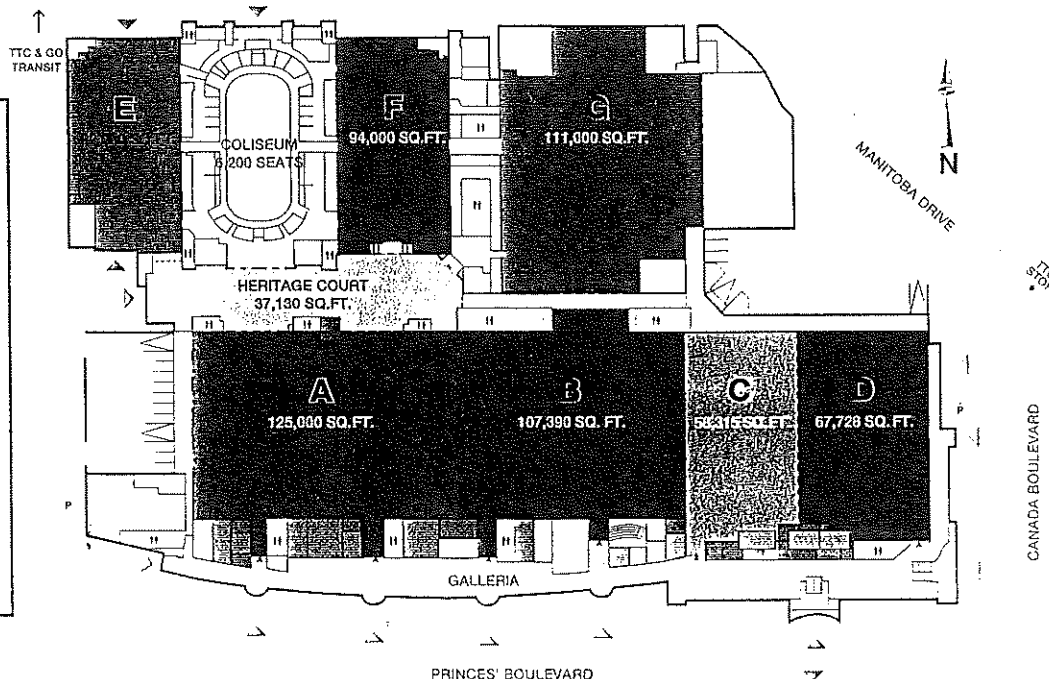 TTC & GO
TRANSIT
E
COLISEUM
6,200 SEATS
F
94,000 SQ.FT.
G
111,000 SQ.FT.
N
MANITOBA DRIVE
HERITAGE COURT
37,130 SQ.FT.
A
125,000 SQ.FT.
B
107,390 SQ.FT.
C
SQ.FT.
D
67,728 SQ.FT.
P
P
CANADA BOULEVARD
GALLERIA
PRINCES' BOULEVARD